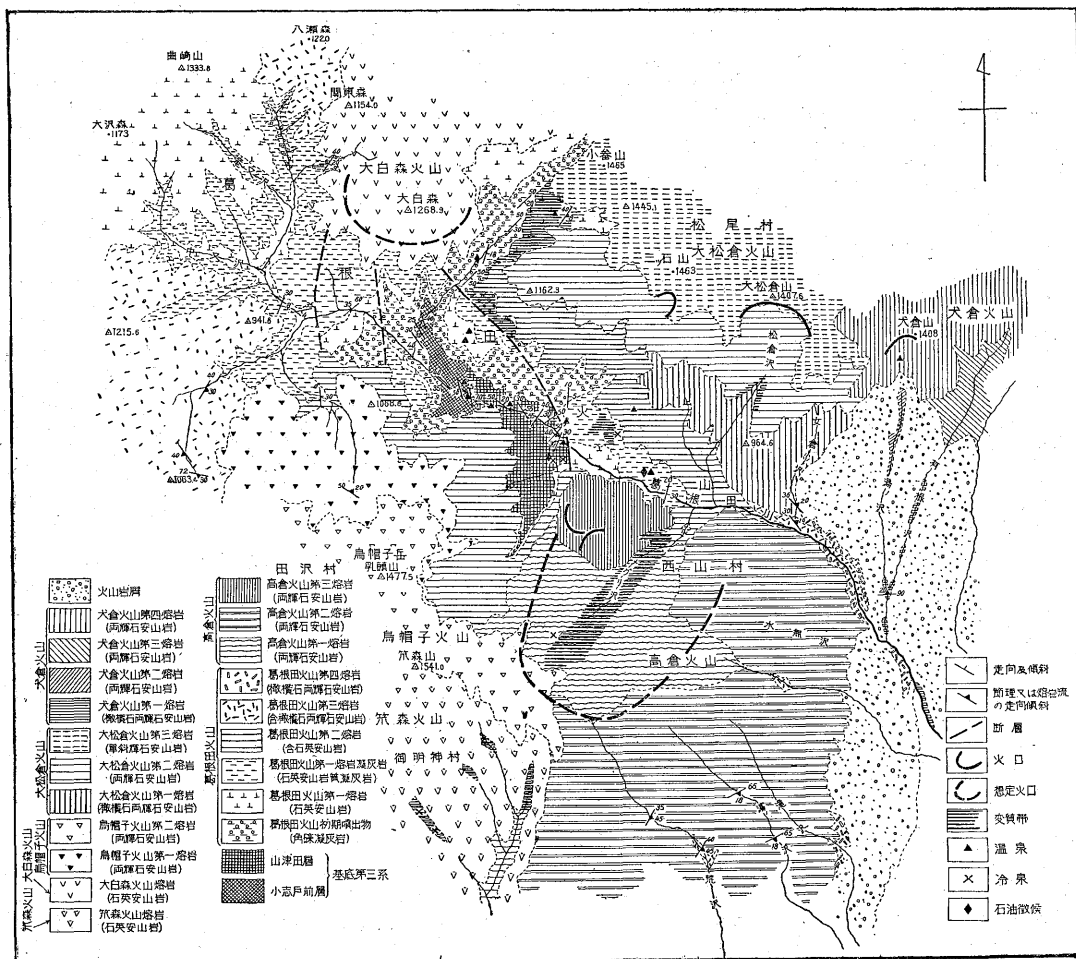 八瀬森
・1220
曲崎山
△1333.8
関東森
△1154.0
大沢森
・1173
大白森火山
大白森
△1268.9
小畚山
・1465
△1445.1
松尾村
大松倉火山
石山
・1463
大松倉山
△1407.6
犬倉火山
犬倉山
・1408
松倉沢
△1162.3
葛
根
田
△1215.6
△941.8
△1068.8
△964.6
△1083.4
葛根田
西山村
烏帽子岳
乳頭山
△1477.5
田沢村
烏帽子火山
笊森山
△1541.0
笊森火山
御明神村
高倉火山
火山岩屑
犬倉火山
犬倉火山第四熔岩
(両輝石安山岩)
犬倉火山第三熔岩
(両輝石安山岩)
犬倉火山第二熔岩
(両輝石安山岩)
犬倉火山第一熔岩
(橄欖石両輝石安山岩)
大松倉火山
大松倉火山第三熔岩
(単斜輝石安山岩)
大松倉火山第二熔岩
(両輝石安山岩)
大松倉火山第一熔岩
(橄欖石両輝石安山岩)
烏帽子火山
烏帽子火山第二熔岩
(両輝石安山岩)
烏帽子火山第一熔岩
(両輝石安山岩)
大白森火山
大白森火山熔岩
(石英安山岩)
笊森火山
笊森火山熔岩
(石英安山岩)
高倉火山
高倉火山第三熔岩
(両輝石安山岩)
高倉火山第二熔岩
(両輝石安山岩)
高倉火山第一熔岩
(両輝石安山岩)
葛根田火山
葛根田火山第四熔岩
(橄欖石両輝石安山岩)
葛根田火山第三熔岩
(含橄欖石両輝石安山岩)
葛根田火山第二熔岩
(含石英安山岩)
葛根田火山第一熔岩凝灰岩
(石英安山岩質凝灰岩)
葛根田火山第一熔岩
(石英安山岩)
葛根田火山初期噴出物
(角礫凝灰岩)
山津田層
小志戸前層
基底第三系
走向及傾斜
節理又は熔岩流
の走向傾斜
断層
火口
想定火口
変質帯
温泉
冷泉
石油徴候